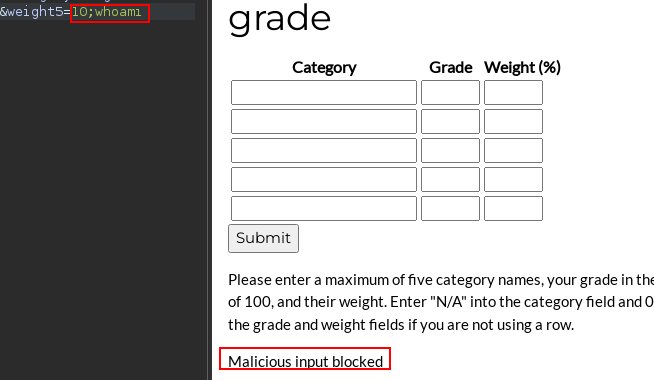 &weight5=10;whoami
grade
Category Grade Weight (%)
Submit
Please enter a maximum of five category names, your grade in the
of 100, and their weight. Enter "N/A" into the category field and 0
the grade and weight fields if you are not using a row.
Malicious input blocked